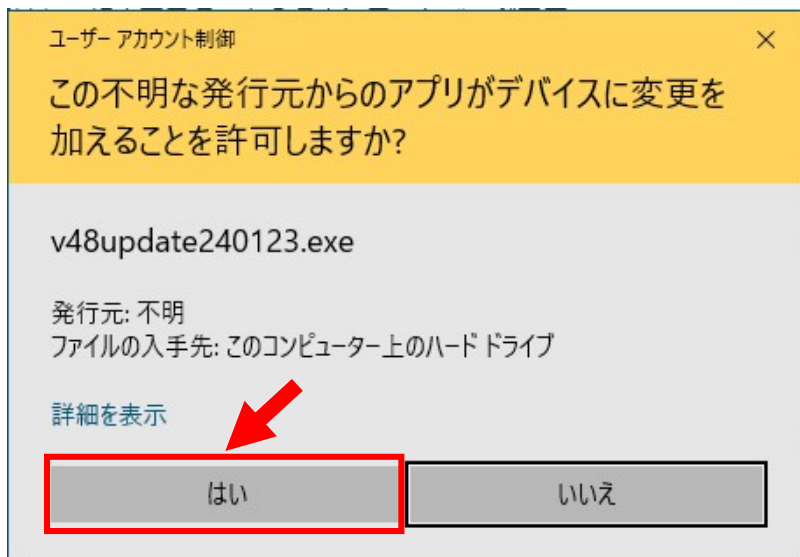 ユーザー アカウント制御
この不明な発行元からのアプリがデバイスに変更を
加えることを許可しますか?
v48update240123.exe
発行元: 不明
ファイルの入手先: このコンピューター上のハード ドライブ
詳細を表示
はい
いいえ